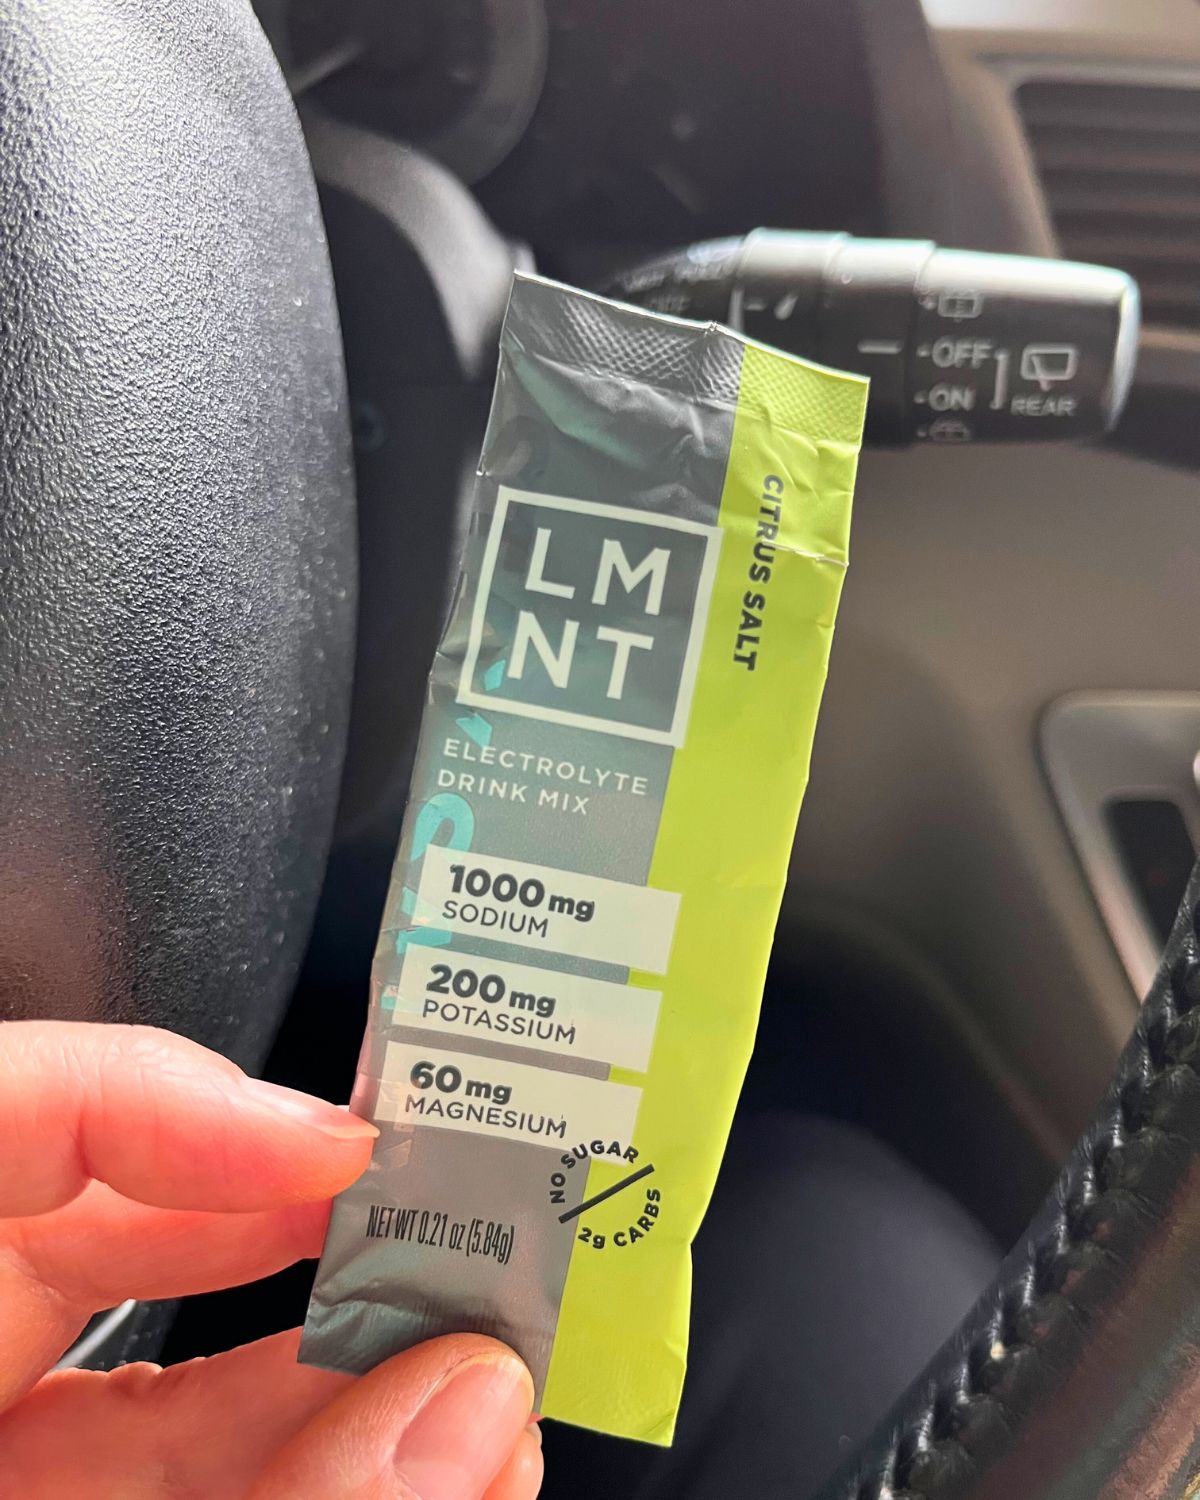 OFF
ON
REAR
LM
NT
CITRUS SALT
ELECTROLYTE
DRINK MIX
1000mg
SODIUM
200mg
POTASSIUM
60mg
MAGNESIUM
NO SUGAR
2g CARBS
NET WT 0.21 oz (5.84g)